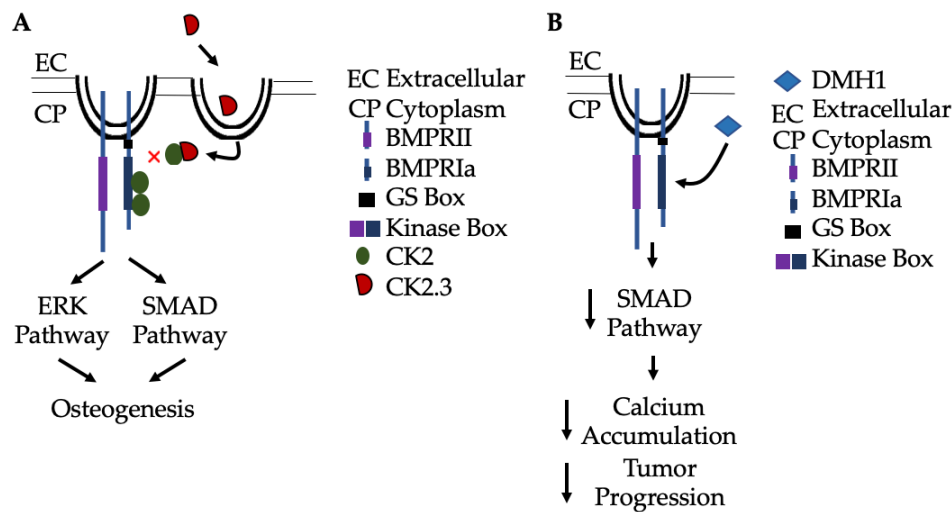 A
EC
CP
EC Extracellular
CP Cytoplasm
BMPRII
BMPRIa
GS Box
Kinase Box
CK2
CK2.3
ERK
Pathway
SMAD
Pathway
Osteogenesis
B
EC
CP
DMH1
EC Extracellular
CP Cytoplasm
BMPRII
BMPRIa
GS Box
Kinase Box
SMAD
Pathway
Calcium
Accumulation
Tumor
Progression